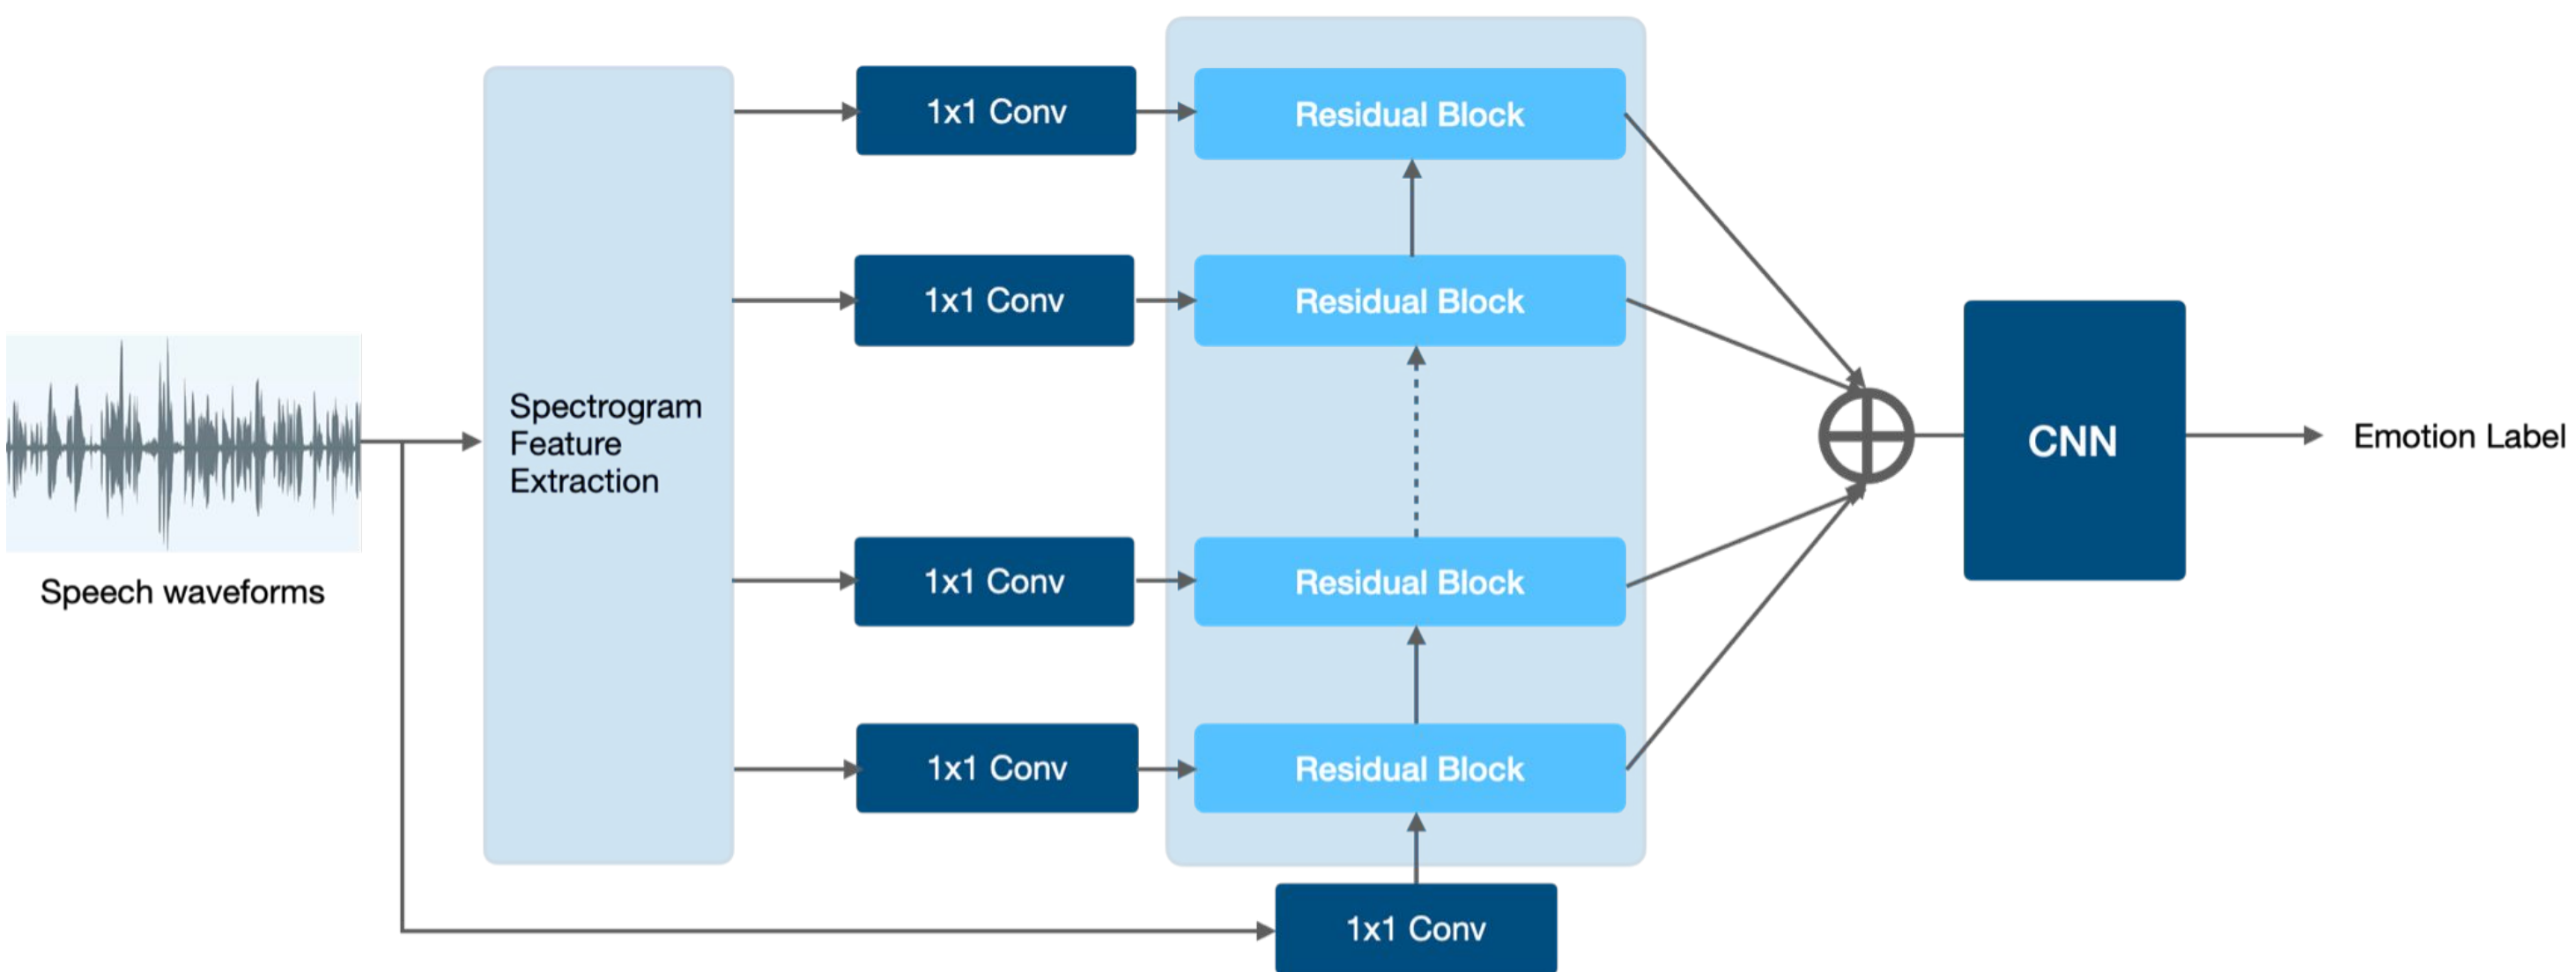 1x1 Conv
Residual Block
1x1 Conv
Residual Block
Spectrogram
Feature
Extraction
CNN
Emotion Label
Speech waveforms
1x1 Conv
Residual Block
1x1 Conv
Residual Block
1x1 Conv